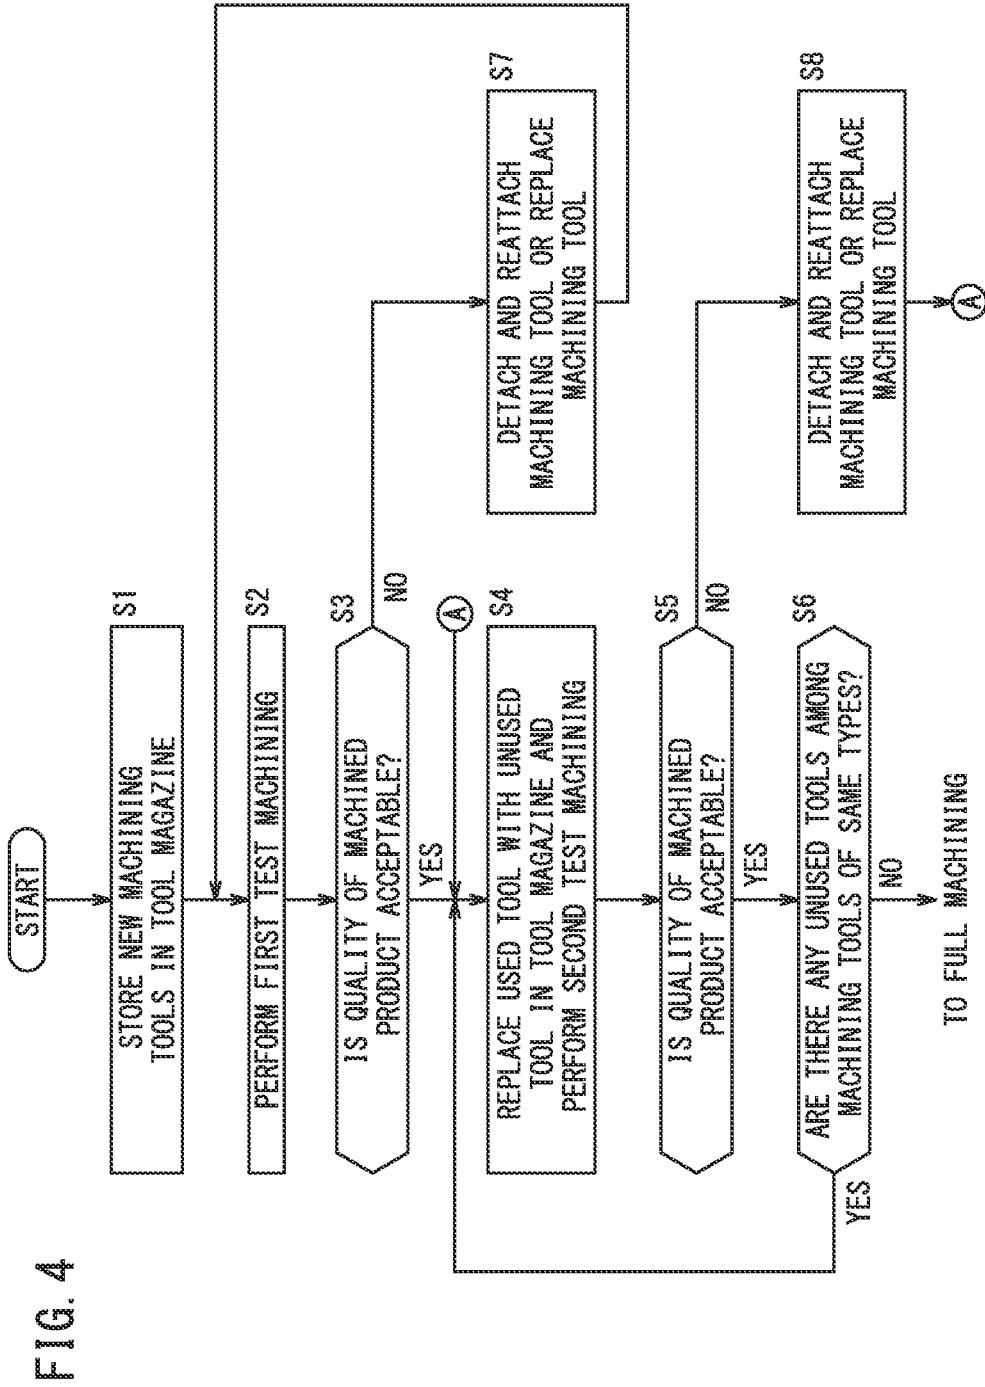 FIG. 4
START
S1
STORE NEW MACHINING
TOOLS IN TOOL MAGAZINE
S2
PERFORM FIRST TEST MACHINING
S3
IS QUALITY OF MACHINED
PRODUCT ACCEPTABLE?
NO
YES
S7
DETACH AND REATTACH
MACHINING TOOL OR REPLACE
MACHINING TOOL
A
S4
REPLACE USED TOOL WITH UNUSED
TOOL IN TOOL MAGAZINE AND
PERFORM SECOND TEST MACHINING
S5
IS QUALITY OF MACHINED
PRODUCT ACCEPTABLE?
NO
YES
S8
DETACH AND REATTACH
MACHINING TOOL OR REPLACE
MACHINING TOOL
A
S6
ARE THERE ANY UNUSED TOOLS AMONG
MACHINING TOOLS OF SAME TYPES?
YES
NO
TO FULL MACHINING